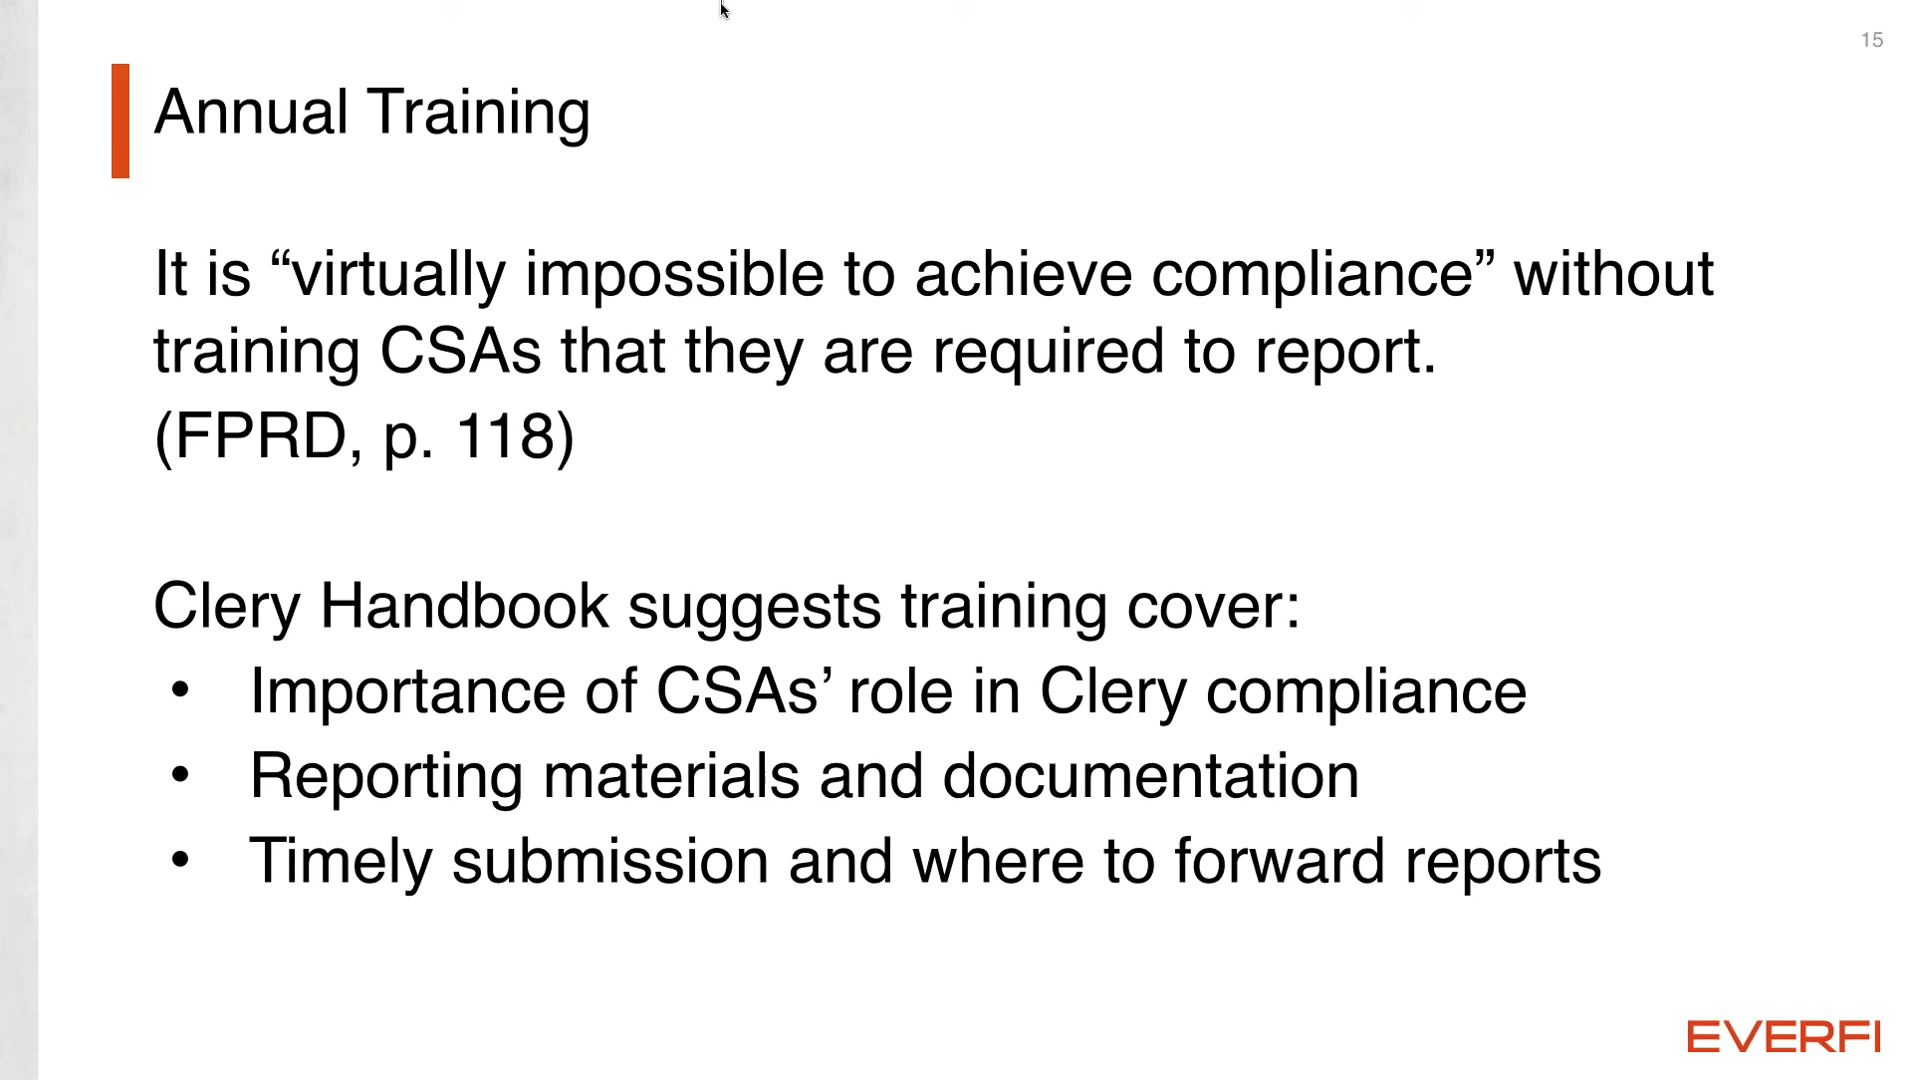 15
Annual Training
It is “virtually impossible to achieve compliance” without
training CSAs that they are required to report.
(FPRD, p. 118)
Clery Handbook suggests training cover:
• Importance of CSAs’ role in Clery compliance
• Reporting materials and documentation
• Timely submission and where to forward reports
EVERFI